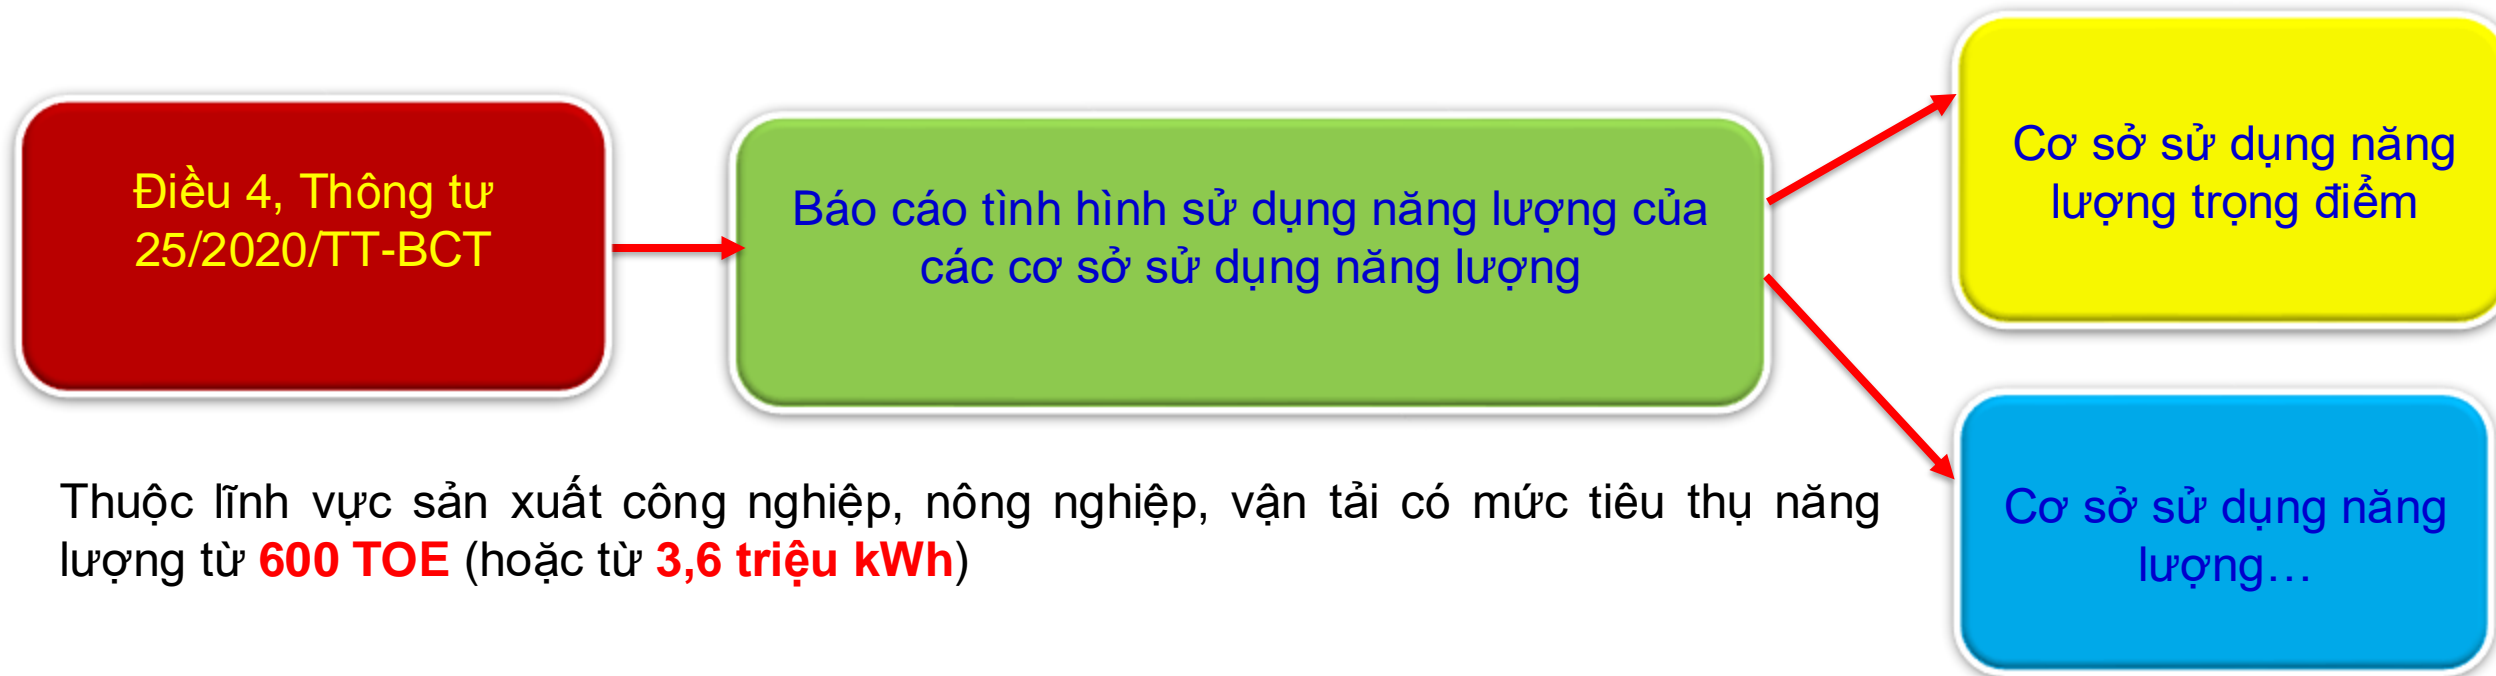 Điều 4, Thông tư
25/2020/TT-BCT
Báo cáo tình hình sử dụng năng lượng của
các cơ sở sử dụng năng lượng
Cơ sở sử dụng năng
lượng trọng điểm
Cơ sở sử dụng năng
lượng…
Thuộc lĩnh vực sản xuất công nghiệp, nông nghiệp, vận tải có mức tiêu thụ năng
lượng từ 600 TOE (hoặc từ 3,6 triệu kWh)